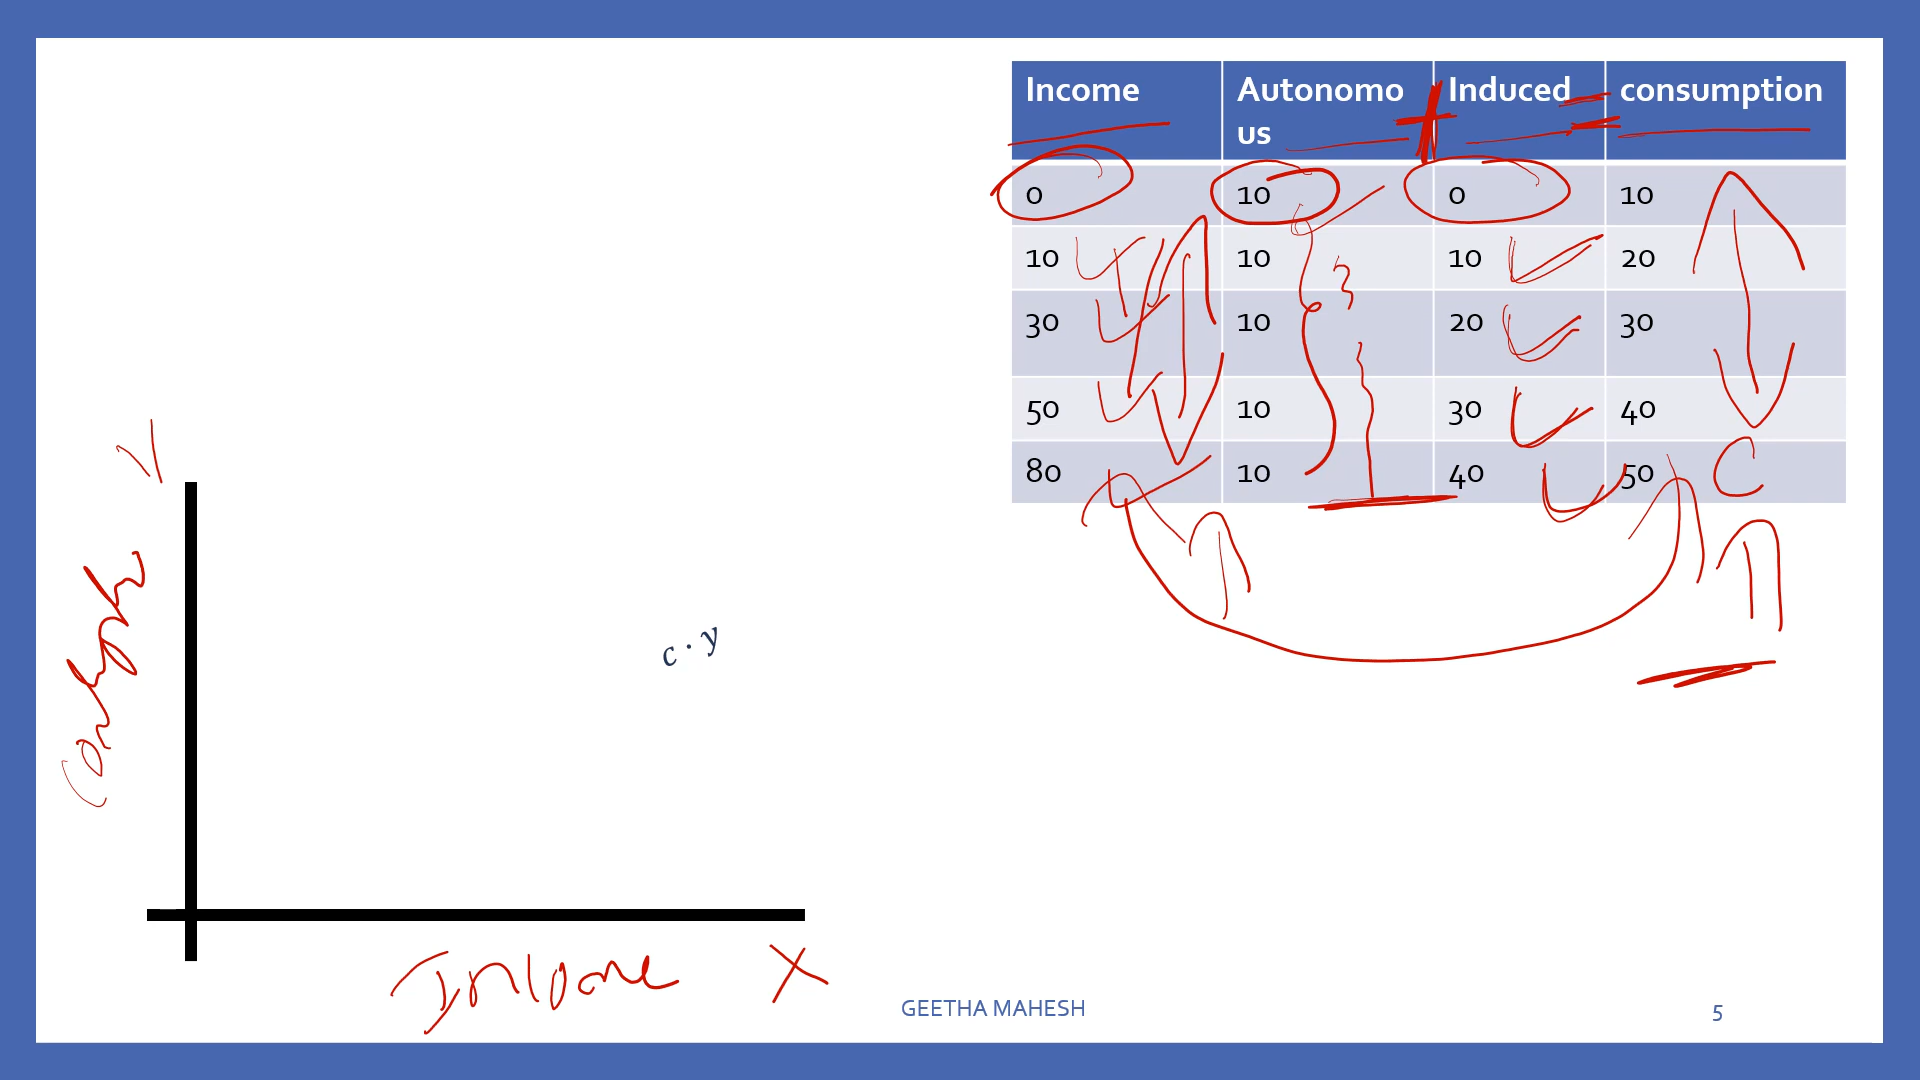 Income Autonomo Induced consumption
us
+ =
0 10 0 10
10 10 10 20
30 10 20 30
50 10 30 40
80 10 40 50 C
c · y
Income X
GEETHA MAHESH 5